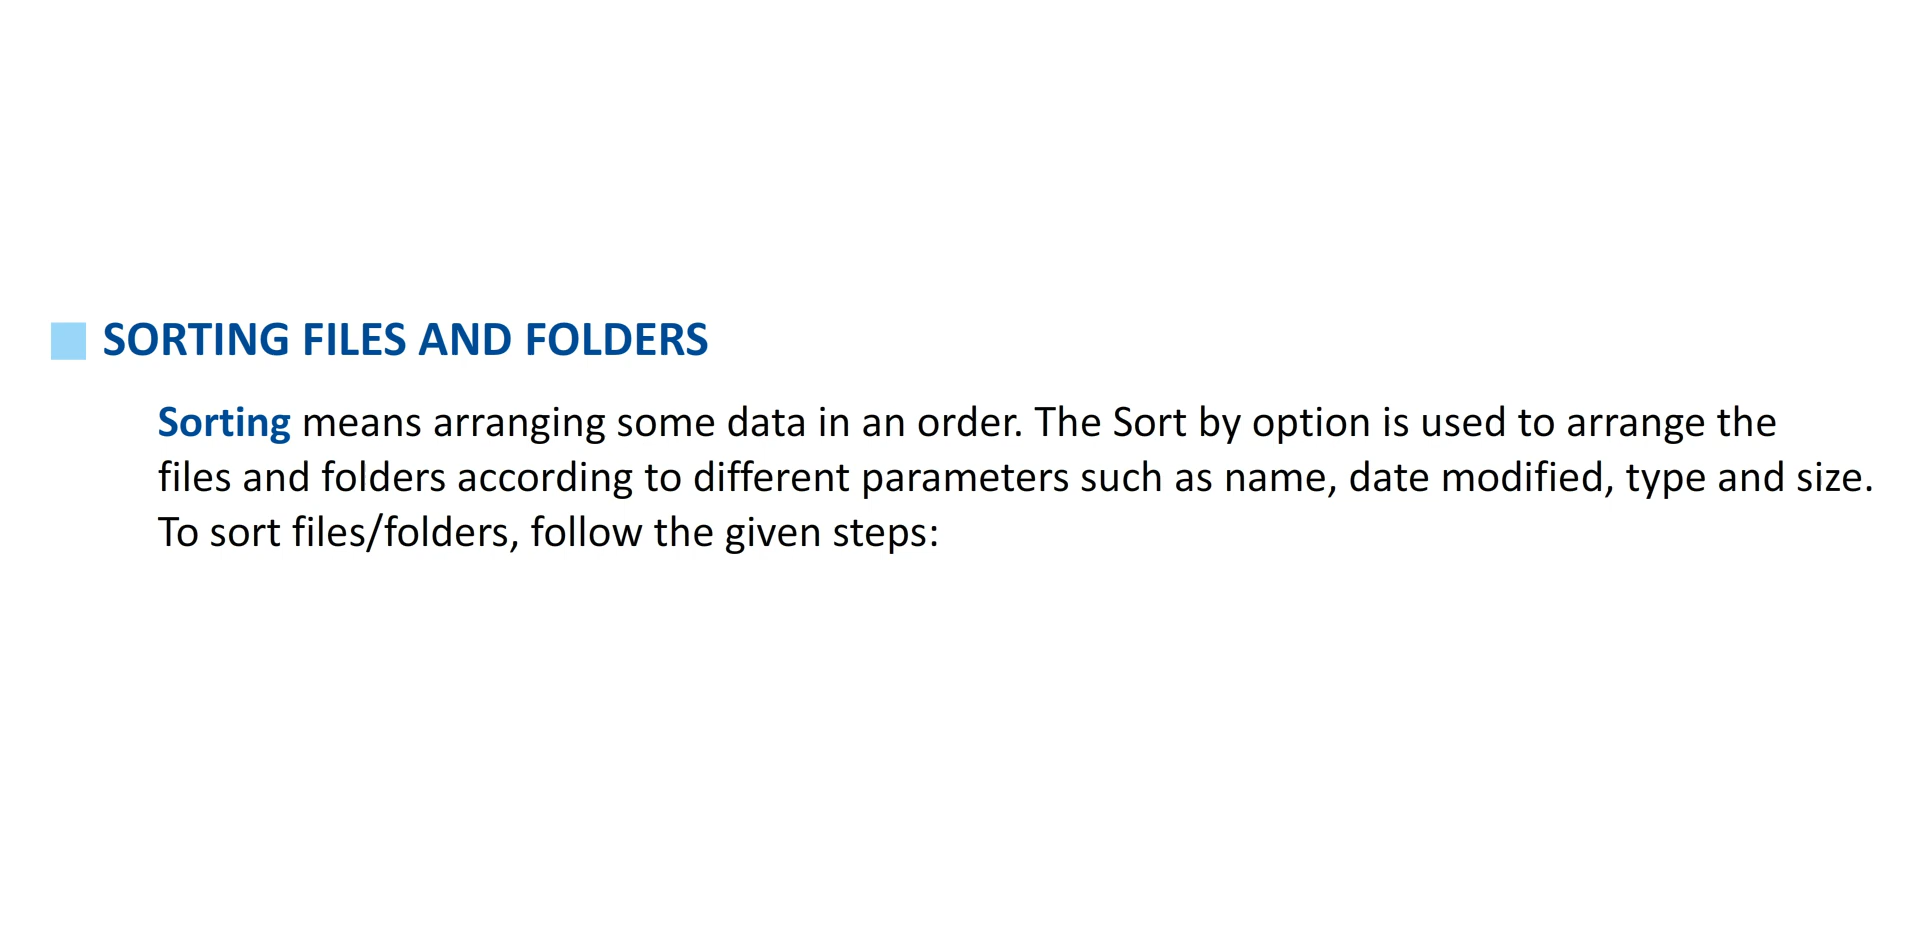 SORTING FILES AND FOLDERS
Sorting means arranging some data in an order. The Sort by option is used to arrange the
files and folders according to different parameters such as name, date modified, type and size.
To sort files/folders, follow the given steps: